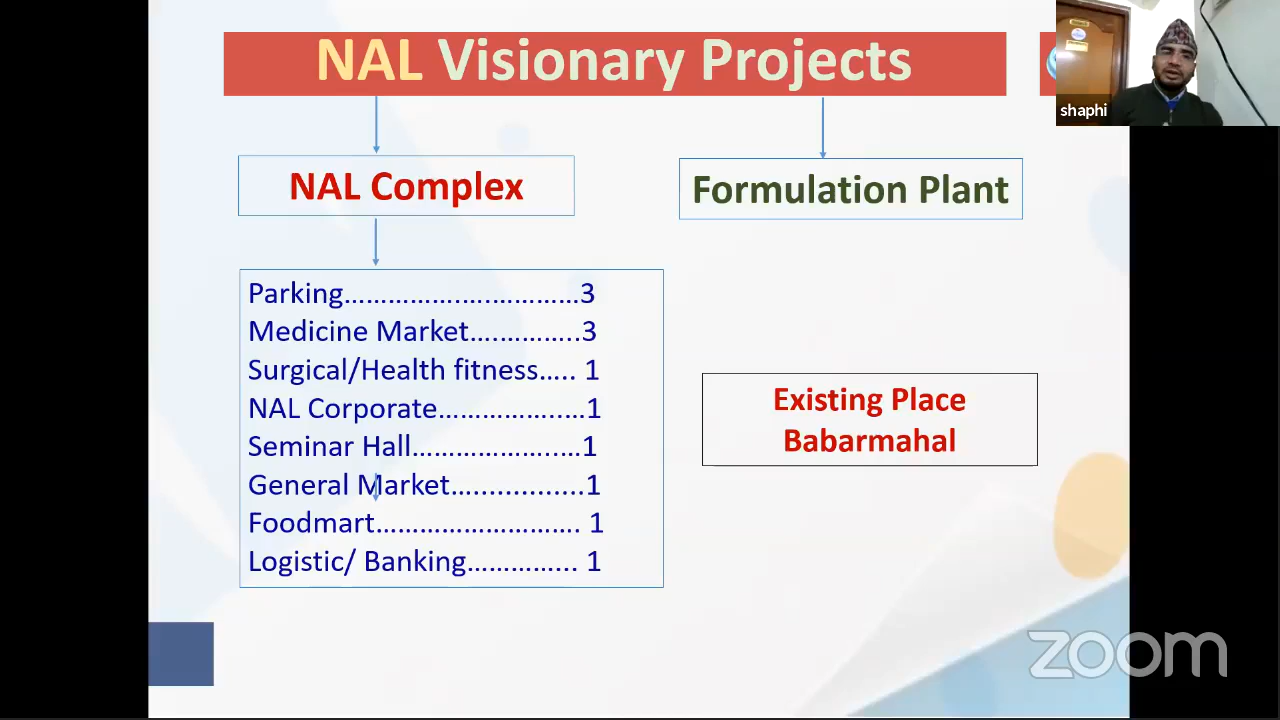 NAL Visionary Projects
shaphi
NAL Complex
Formulation Plant
Parking……………..…..…………3
Medicine Market….………..…3
Surgical/Health fitness….. 1
NAL Corporate……………..….1
Seminar Hall………………..….1
General Market…..............1
Foodmart……………………… 1
Logistic/ Banking………….. 1
Existing Place
Babarmahal
zoom